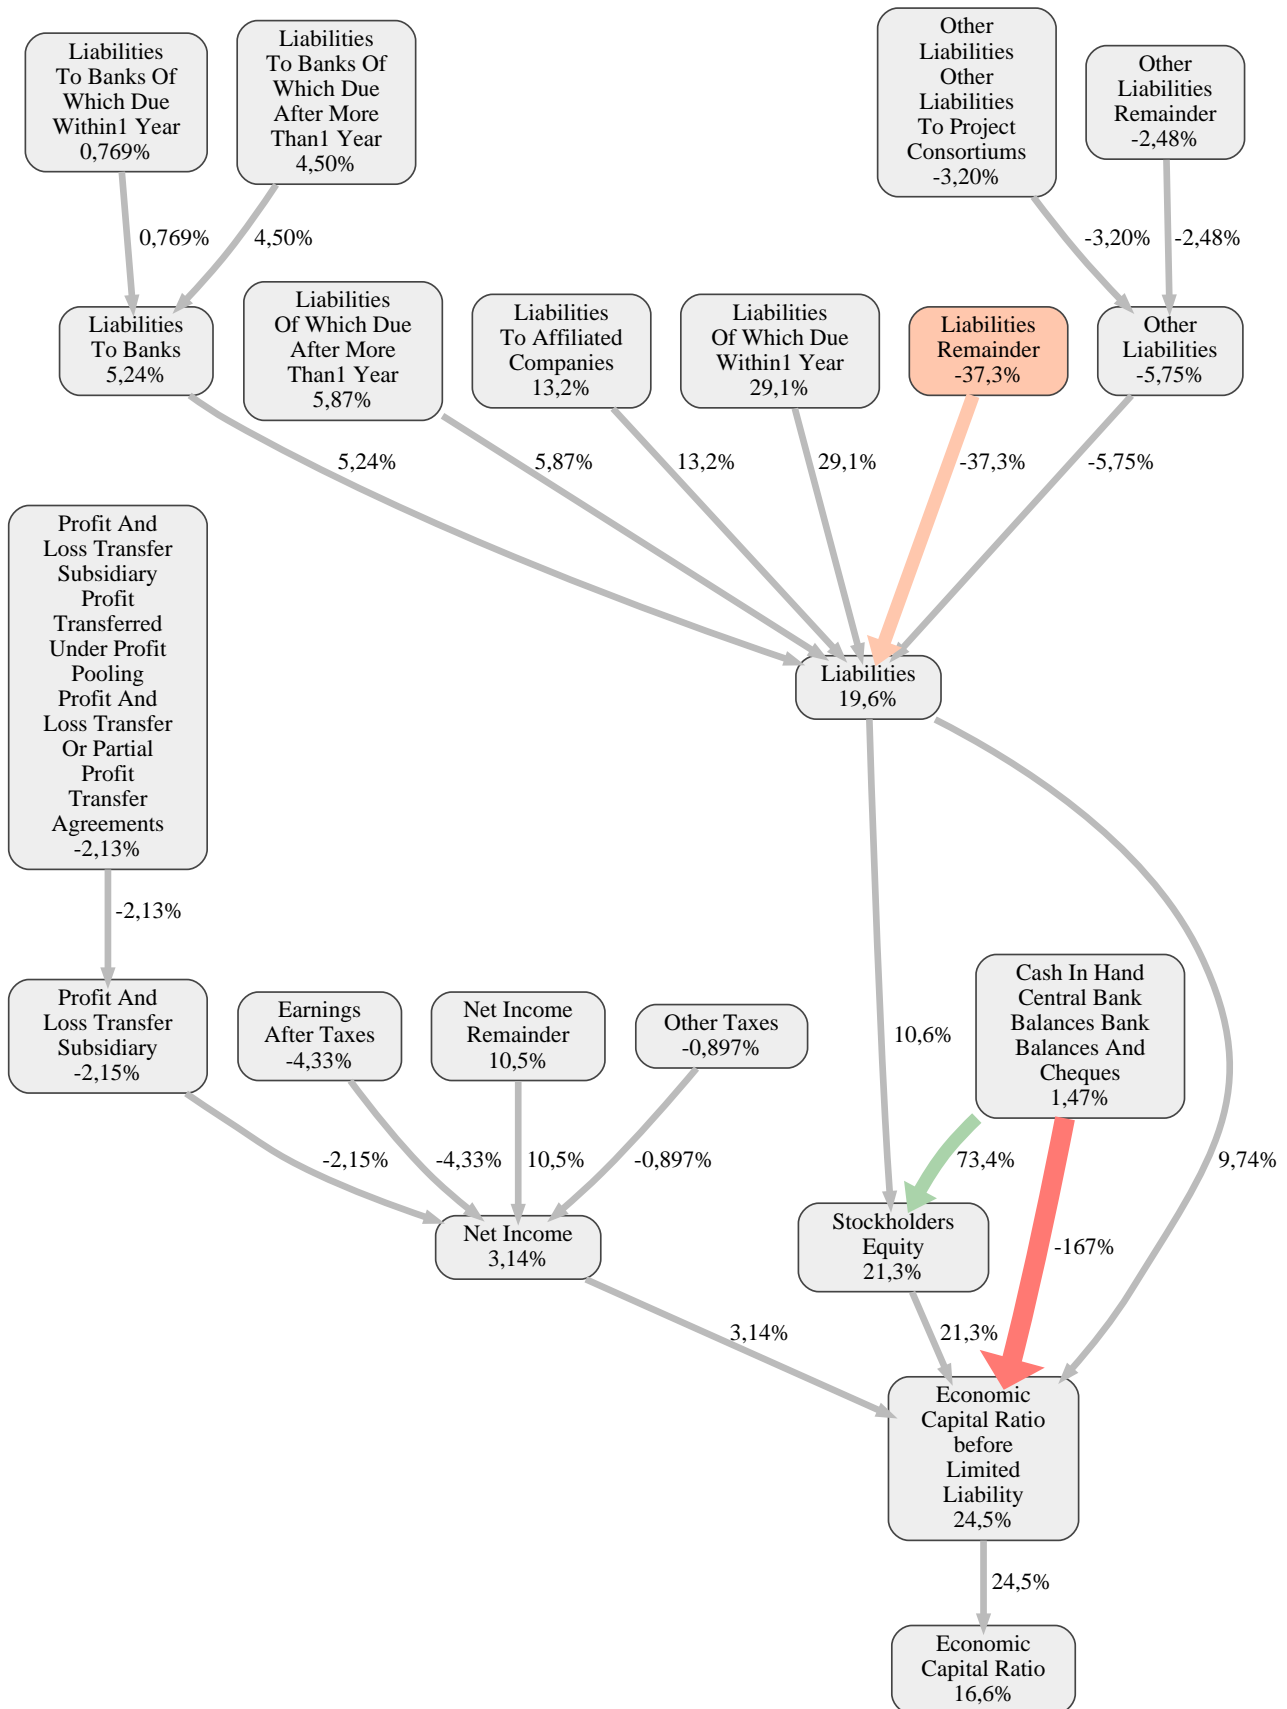 Liabilities
To Banks Of
Which Due
Within1 Year
0,769%
Liabilities
To Banks Of
Which Due
After More
Than1 Year
4,50%
Other
Liabilities
Other
Liabilities
To Project
Consortiums
-3,20%
Other
Liabilities
Remainder
-2,48%
0,769%
4,50%
-3,20%
-2,48%
Liabilities
To Banks
5,24%
Liabilities
Of Which Due
After More
Than1 Year
5,87%
Liabilities
To Affiliated
Companies
13,2%
Liabilities
Of Which Due
Within1 Year
29,1%
Liabilities
Remainder
-37,3%
Other
Liabilities
-5,75%
5,24%
5,87%
13,2%
29,1%
-37,3%
-5,75%
Profit And
Loss Transfer
Subsidiary
Profit
Transferred
Under Profit
Pooling
Profit And
Loss Transfer
Or Partial
Profit
Transfer
Agreements
-2,13%
Liabilities
19,6%
-2,13%
Profit And
Loss Transfer
Subsidiary
-2,15%
Earnings
After Taxes
-4,33%
Net Income
Remainder
10,5%
Other Taxes
-0,897%
10,6%
Cash In Hand
Central Bank
Balances Bank
Balances And
Cheques
1,47%
-2,15%
-4,33%
10,5%
-0,897%
73,4%
9,74%
Net Income
3,14%
Stockholders
Equity
21,3%
-167%
3,14%
21,3%
Economic
Capital Ratio
before
Limited
Liability
24,5%
24,5%
Economic
Capital Ratio
16,6%